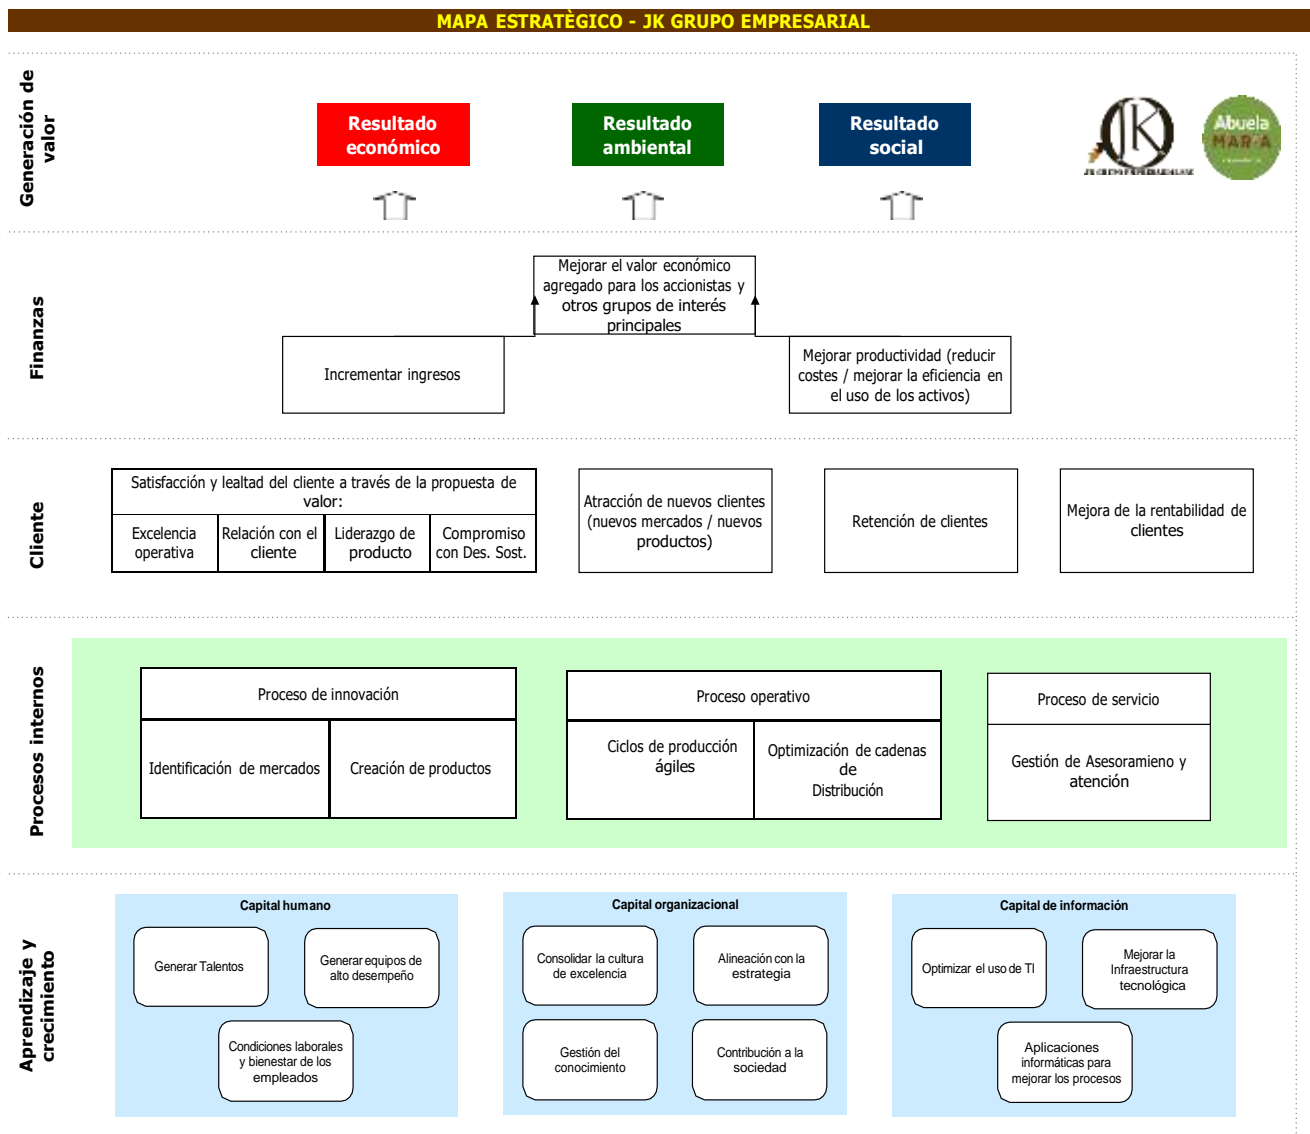 MAPA ESTRATÈGICO - JK GRUPO EMPRESARIAL
Generación de
valor
Resultado
económico
Resultado
ambiental
Resultado
social
JK
Abuela
Finanzas
Mejorar el valor económico
agregado para los accionistas y
otros grupos de interés
principales
Incrementar ingresos
Mejorar productividad (reducir
costes / mejorar la eficiencia en
el uso de los activos)
Cliente
Satisfacción y lealtad del cliente a través de la propuesta de
valor:
Excelencia
operativa
Relación con el
cliente
Liderazgo de
producto
Compromiso
con Des. Sost.
Atracción de nuevos clientes
(nuevos mercados / nuevos
productos)
Retención de clientes
Mejora de la rentabilidad de
clientes
Procesos internos
Proceso de innovación
Identificación de mercados
Creación de productos
Proceso operativo
Ciclos de producción
ágiles
Optimización de cadenas
de
Distribución
Proceso de servicio
Gestión de Asesoramieno y
atención
Aprendizaje y
crecimiento
Capital humano
Generar Talentos
Generar equipos de
alto desempeño
Condiciones laborales
y bienestar de los
empleados
Capital organizacional
Consolidar la cultura
de excelencia
Alineación con la
estrategia
Gestión del
conocimiento
Contribución a la
sociedad
Capital de información
Optimizar el uso de TI
Mejorar la
Infraestructura
tecnológica
Aplicaciones
informáticas para
mejorar los procesos